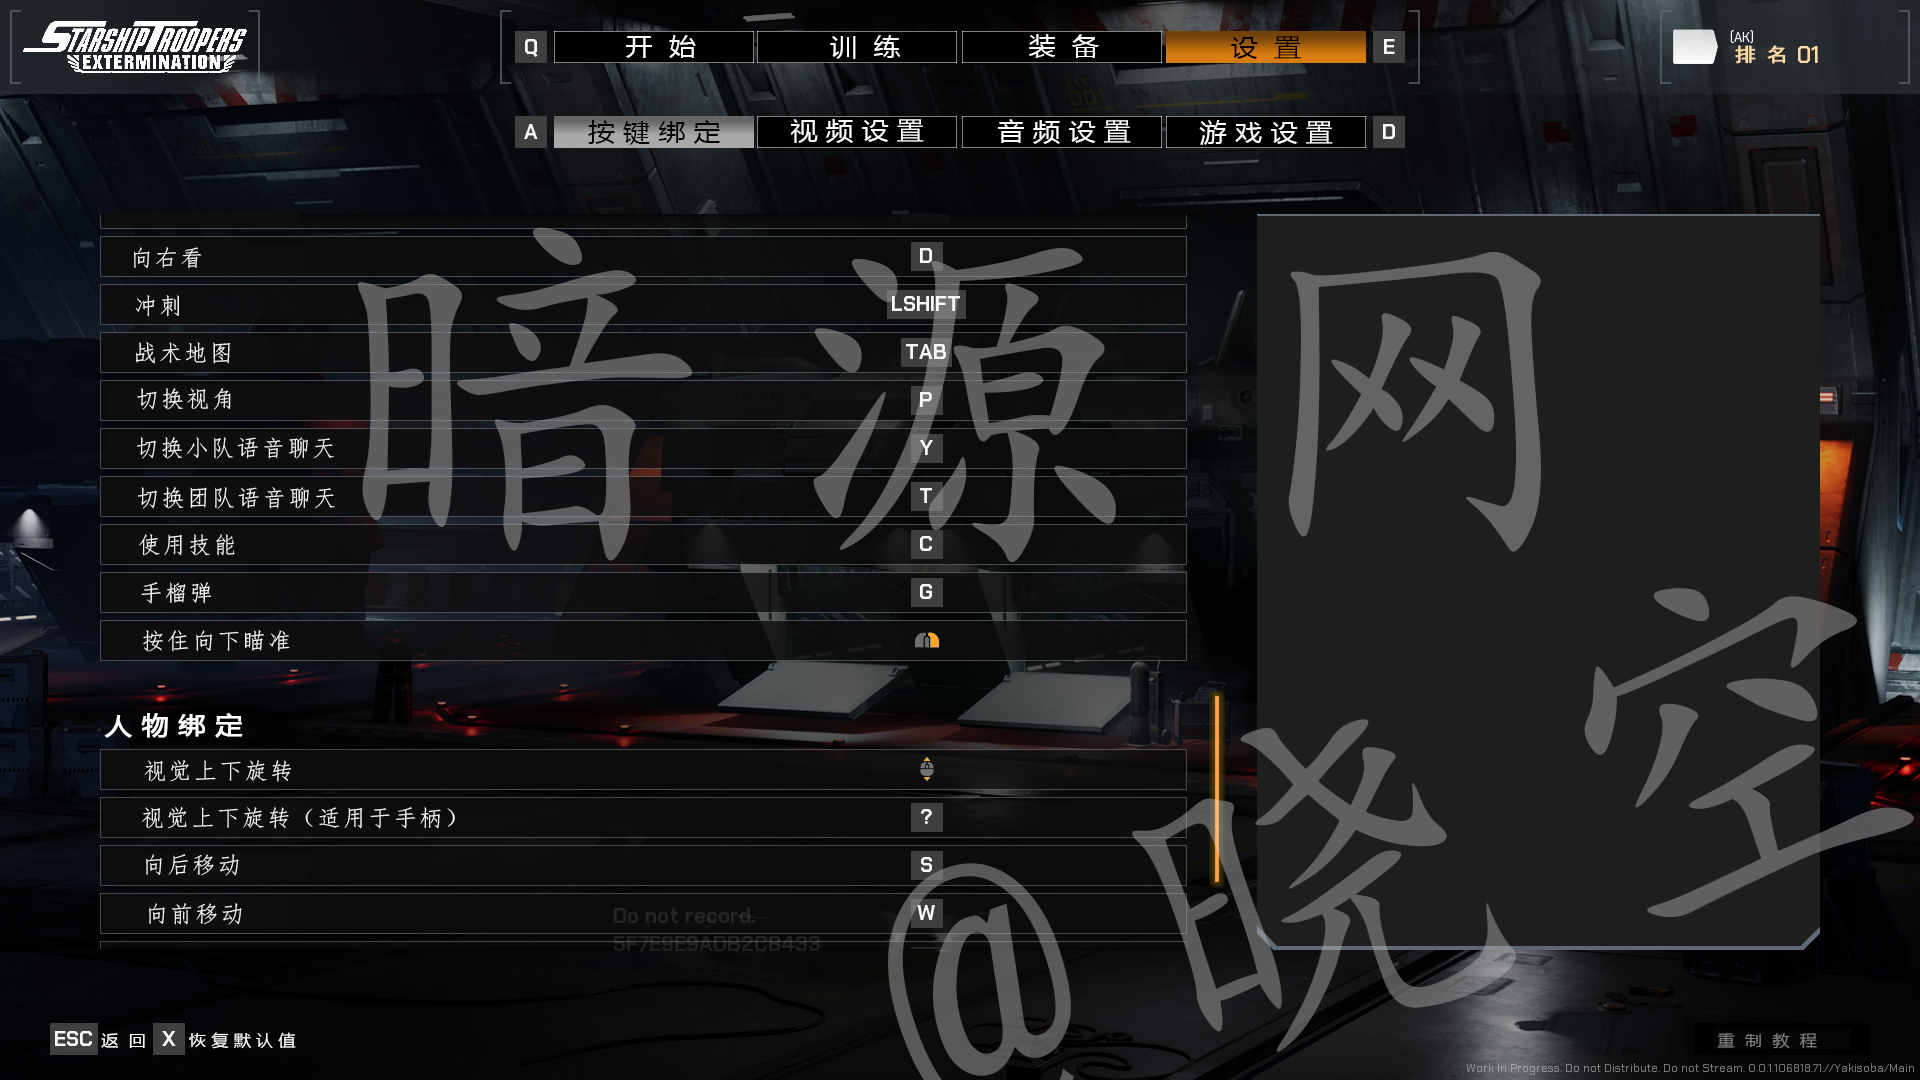 STARSHIP TROOPERS
EXTERMINATION
Q 开始 训练 装备 设置 E
(AK)
排名 01
A 按键绑定 视频设置 音频设置 游戏设置 D
向右看 D
冲刺 LSHIFT
战术地图 TAB
切换视角 P
切换小队语音聊天 Y
切换团队语音聊天 T
使用技能 C
手榴弹 G
按住向下瞄准
人物绑定
视觉上下旋转
视觉上下旋转（适用于手柄） ?
向后移动 S
向前移动 W
Do not record.
5F7E9E9ADB2C8433
暗源网
@晓空
ESC 返回 X 恢复默认值
重制教程
Work In Progress. Do not Distribute. Do not Stream. 0.0.1.106818.71//Yakisoba/Main